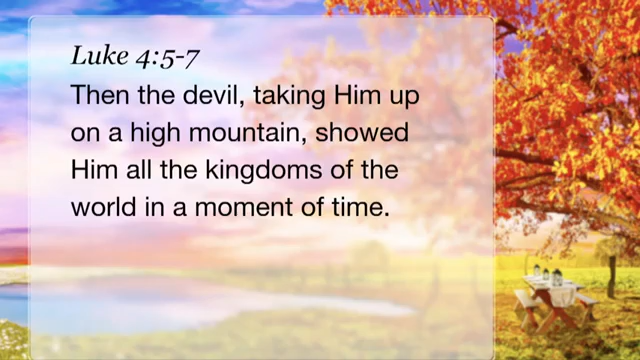 Luke 4:5-7
Then the devil, taking Him up
on a high mountain, showed
Him all the kingdoms of the
world in a moment of time.